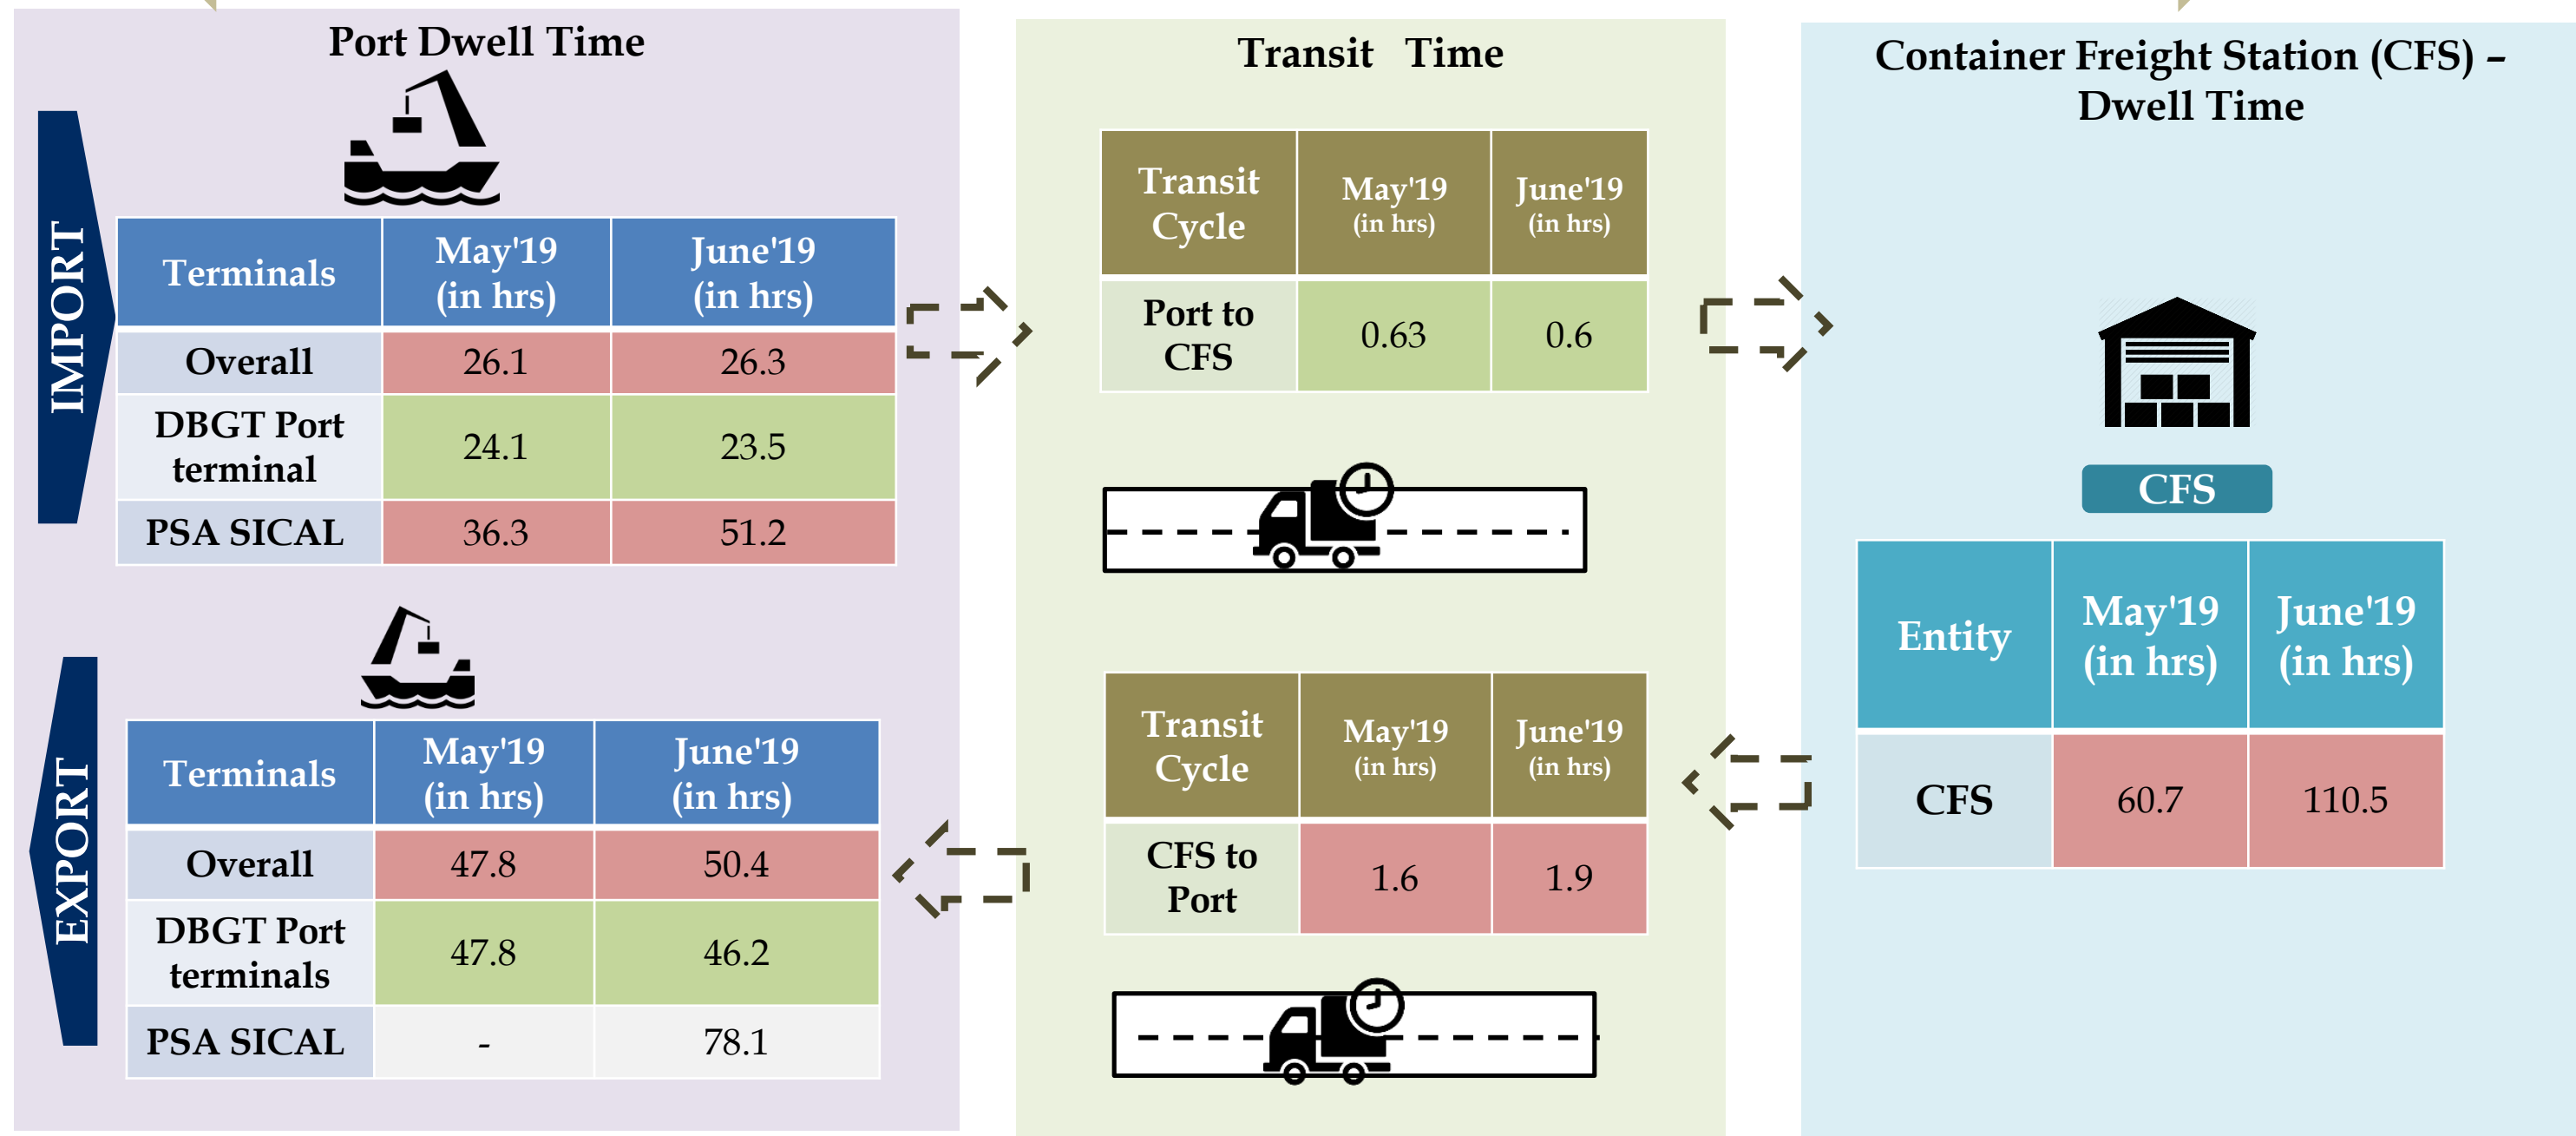 Port Dwell Time
IMPORT
Terminals May'19 (in hrs) June'19 (in hrs)
Overall 26.1 26.3
DBGT Port terminal 24.1 23.5
PSA SICAL 36.3 51.2
EXPORT
Terminals May'19 (in hrs) June'19 (in hrs)
Overall 47.8 50.4
DBGT Port terminals 47.8 46.2
PSA SICAL - 78.1
Transit Time
Transit Cycle May'19 (in hrs) June'19 (in hrs)
Port to CFS 0.63 0.6
Transit Cycle May'19 (in hrs) June'19 (in hrs)
CFS to Port 1.6 1.9
Container Freight Station (CFS) –
Dwell Time
CFS
Entity May'19 (in hrs) June'19 (in hrs)
CFS 60.7 110.5